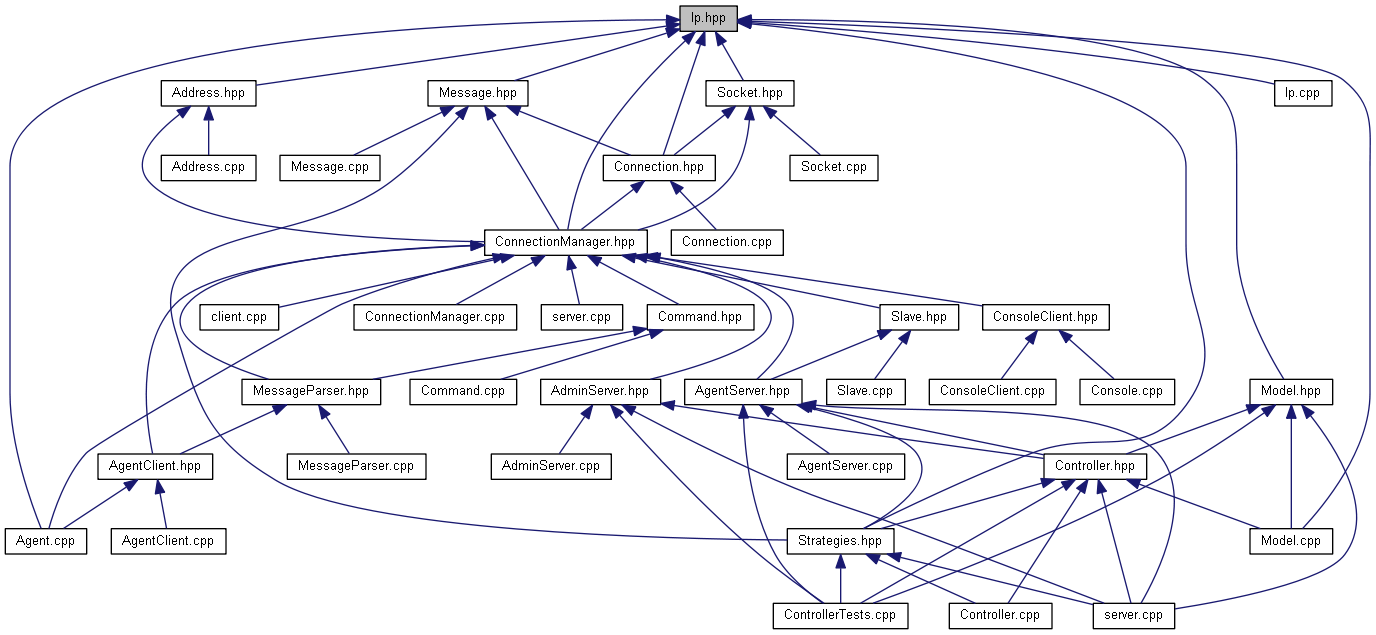 Ip.hpp
Address.hpp
Message.hpp
Socket.hpp
Ip.cpp
Address.cpp
Message.cpp
Connection.hpp
Socket.cpp
ConnectionManager.hpp
Connection.cpp
client.cpp
ConnectionManager.cpp
server.cpp
Command.hpp
Slave.hpp
ConsoleClient.hpp
MessageParser.hpp
Command.cpp
AdminServer.hpp
AgentServer.hpp
Slave.cpp
ConsoleClient.cpp
Console.cpp
Model.hpp
AgentClient.hpp
MessageParser.cpp
AdminServer.cpp
AgentServer.cpp
Controller.hpp
Agent.cpp
AgentClient.cpp
Strategies.hpp
Model.cpp
ControllerTests.cpp
Controller.cpp
server.cpp